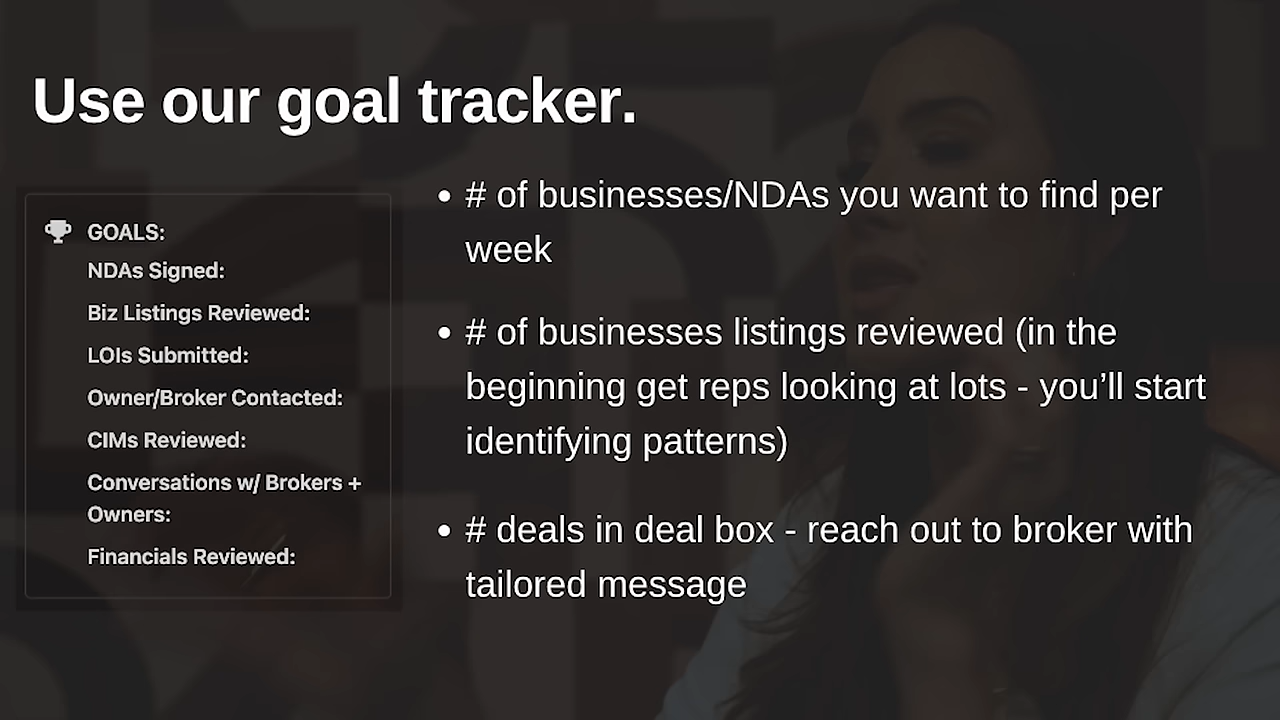 Use our goal tracker.
GOALS:
NDAs Signed:
Biz Listings Reviewed:
LOIs Submitted:
Owner/Broker Contacted:
CIMs Reviewed:
Conversations w/ Brokers +
Owners:
Financials Reviewed:
• # of businesses/NDAs you want to find per
week
• # of businesses listings reviewed (in the
beginning get reps looking at lots - you’ll start
identifying patterns)
• # deals in deal box - reach out to broker with
tailored message